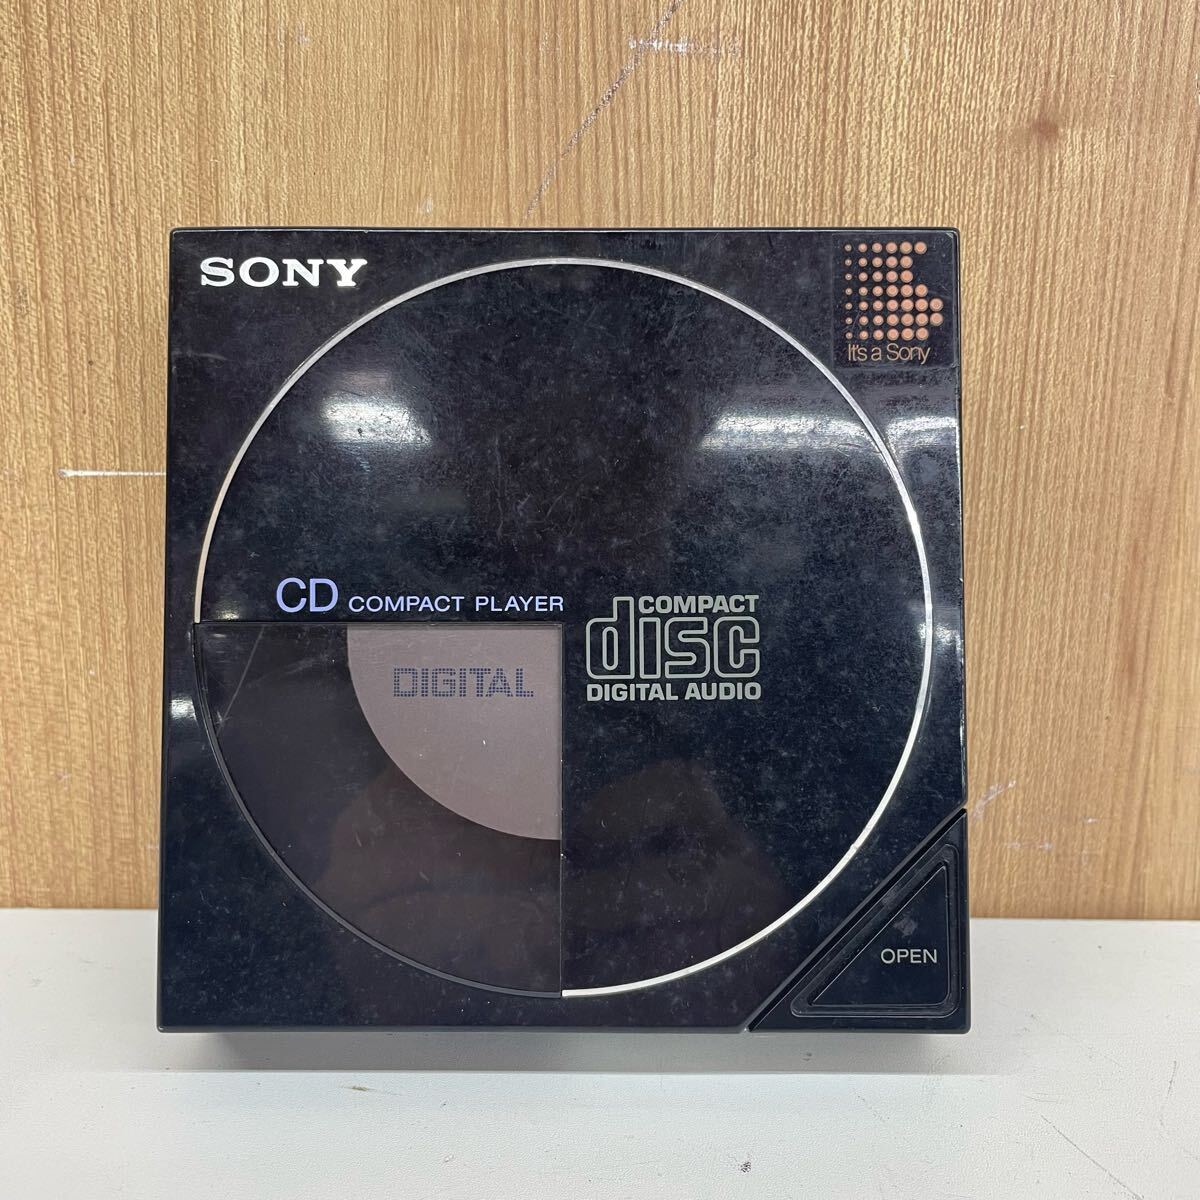 SONY
It's a Sony
CD COMPACT PLAYER
DIGITAL
COMPACT
disc
DIGITAL AUDIO
OPEN